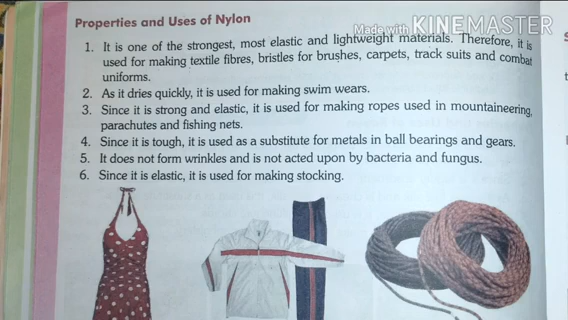 Made with KINEMASTER
Properties and Uses of Nylon
1. It is one of the strongest, most elastic and lightweight materials. Therefore, it is
used for making textile fibres, bristles for brushes, carpets, track suits and combat
uniforms.
2. As it dries quickly, it is used for making swim wears.
3. Since it is strong and elastic, it is used for making ropes used in mountaineering,
parachutes and fishing nets.
4. Since it is tough, it is used as a substitute for metals in ball bearings and gears.
5. It does not form wrinkles and is not acted upon by bacteria and fungus.
6. Since it is elastic, it is used for making stocking.